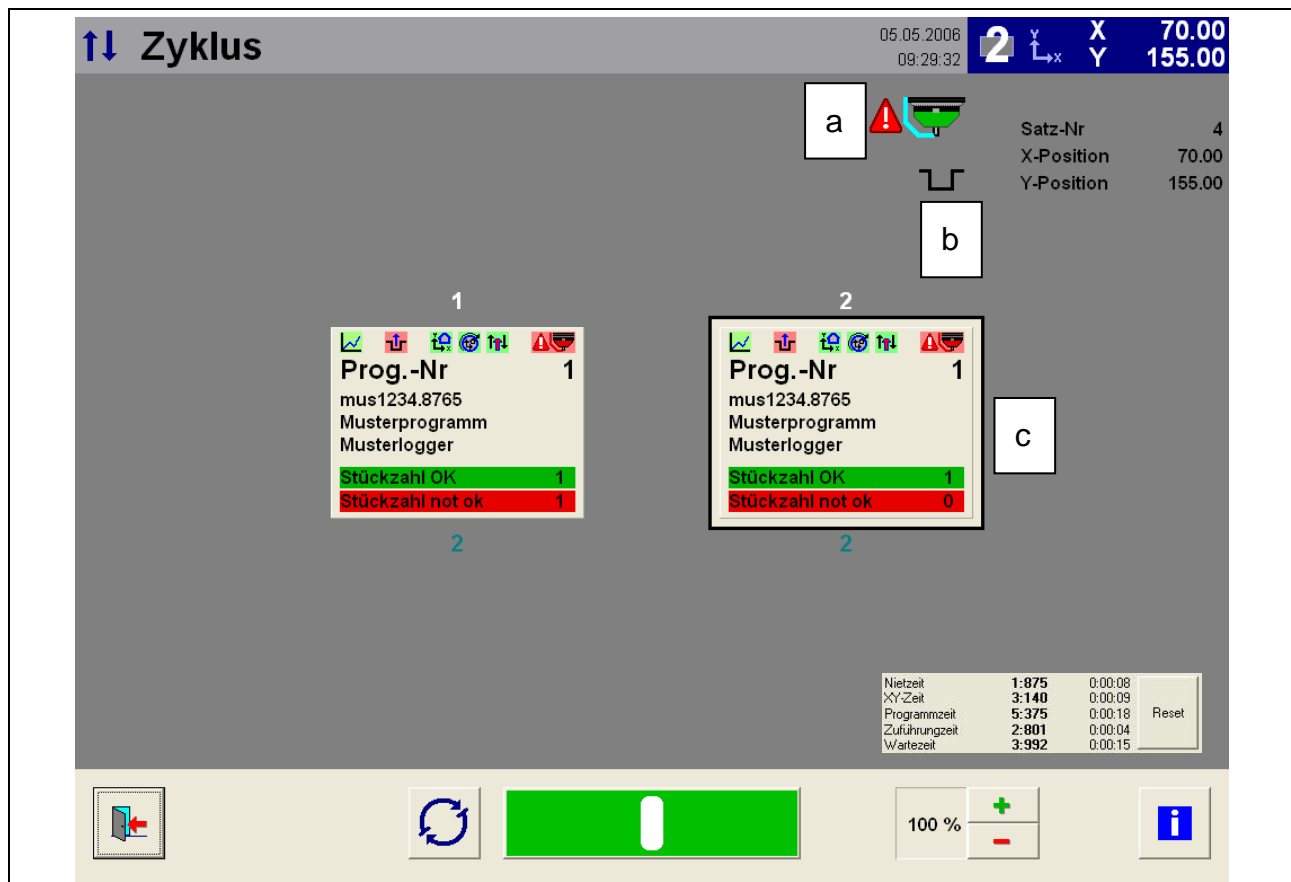 Zyklus
05.05.2006
09:29:32
2 Y X X 70.00
Y 155.00
a
Satz-Nr 4
X-Position 70.00
Y-Position 155.00
b
1
Prog.-Nr 1
mus1234.8765
Musterprogramm
Musterlogger
Stückzahl OK 1
Stückzahl not ok 1
2
2
Prog.-Nr 1
mus1234.8765
Musterprogramm
Musterlogger
Stückzahl OK 1
Stückzahl not ok 0
2
c
Nietzeit 1:875 0:00:08
XY-Zeit 3:140 0:00:09
Programmzeit 5:375 0:00:18
Zuführungzeit 2:801 0:00:04
Wartezeit 3:992 0:00:15
Reset
100 % + −
i